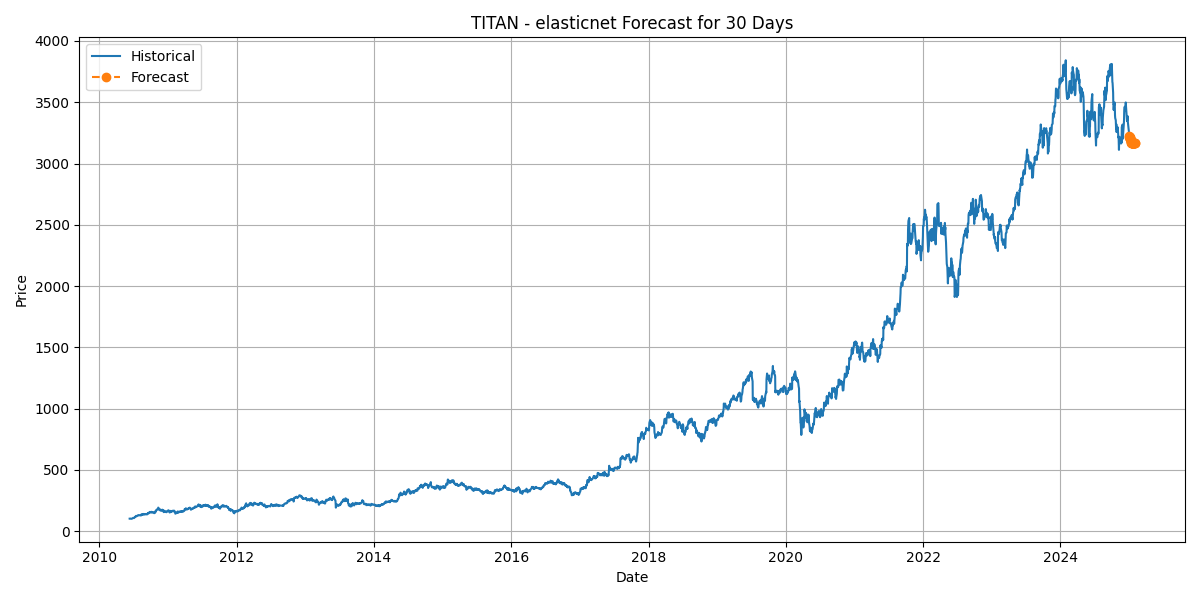 TITAN - elasticnet Forecast for 30 Days
Historical
Forecast
4000
3500
3000
2500
2000
1500
1000
500
0
Price
2010 2012 2014 2016 2018 2020 2022 2024
Date